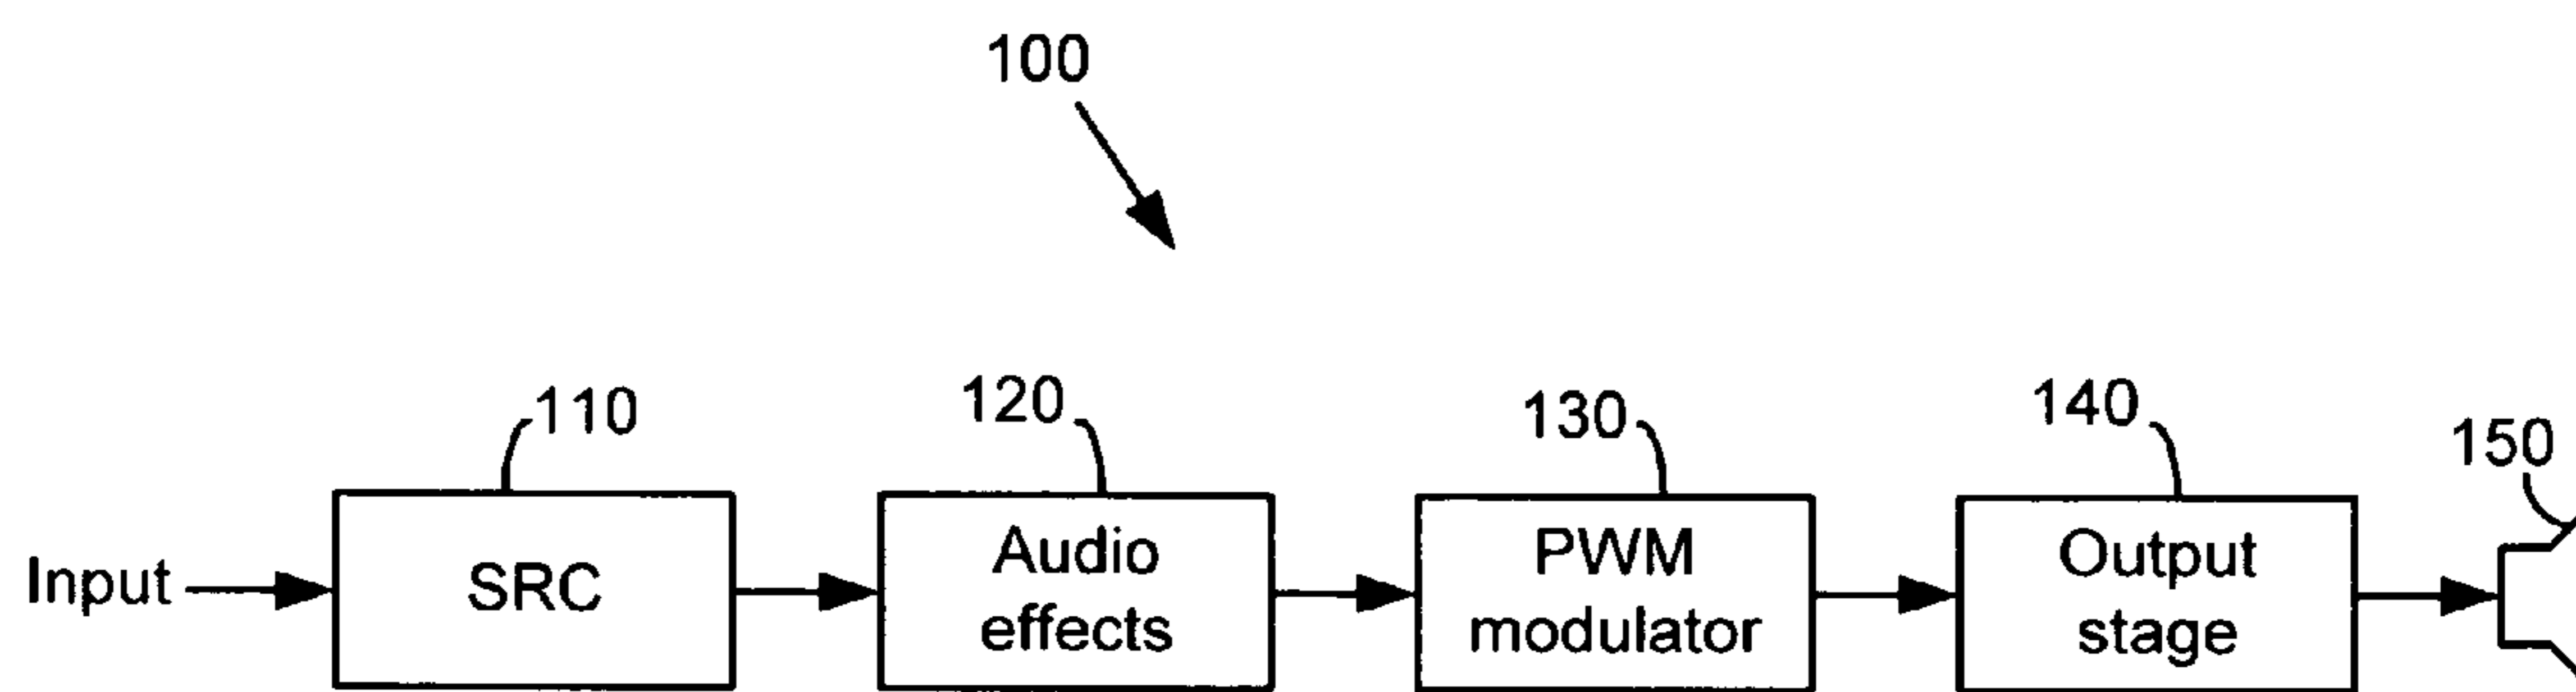 100
110
120
130
140
150
Input
SRC
Audio
effects
PWM
modulator
Output
stage